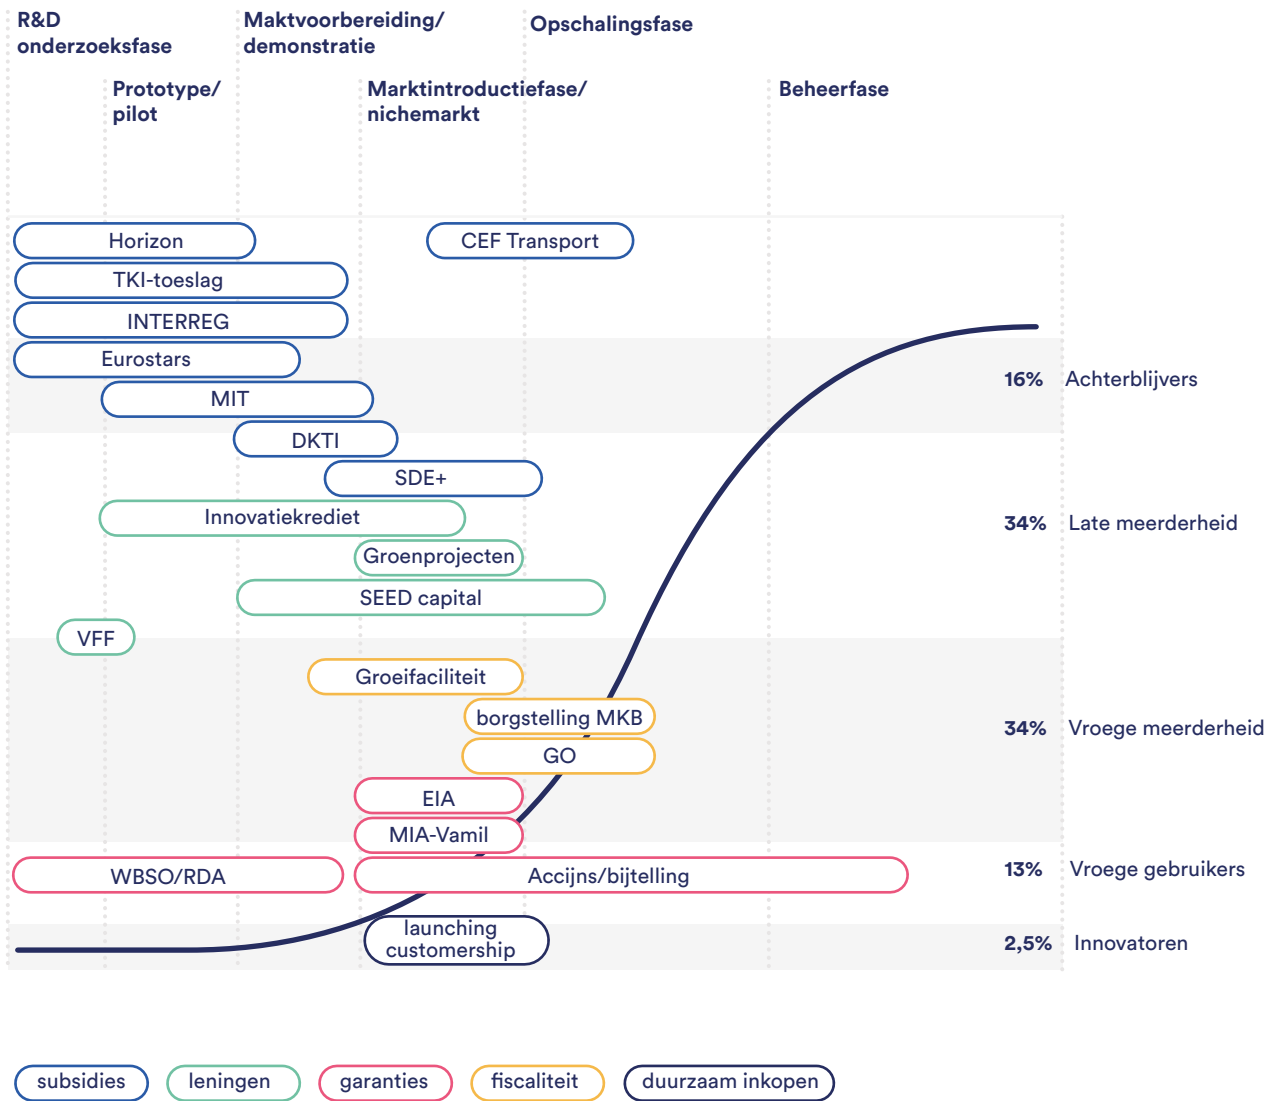 R&D
onderzoeksfase
Maktvoorbereiding/
demonstratie
Opschalingsfase
Prototype/
pilot
Marktintroductiefase/
nichemarkt
Beheerfase
Horizon
CEF Transport
TKI-toeslag
INTERREG
Eurostars
16% Achterblijvers
MIT
DKTI
SDE+
Innovatiekrediet
34% Late meerderheid
Groenprojecten
SEED capital
VFF
Groeifaciliteit
borgstelling MKB
34% Vroege meerderheid
GO
EIA
MIA-Vamil
WBSO/RDA
Accijns/bijtelling
13% Vroege gebruikers
launching
customership
2,5% Innovatoren
subsidies
leningen
garanties
fiscaliteit
duurzaam inkopen